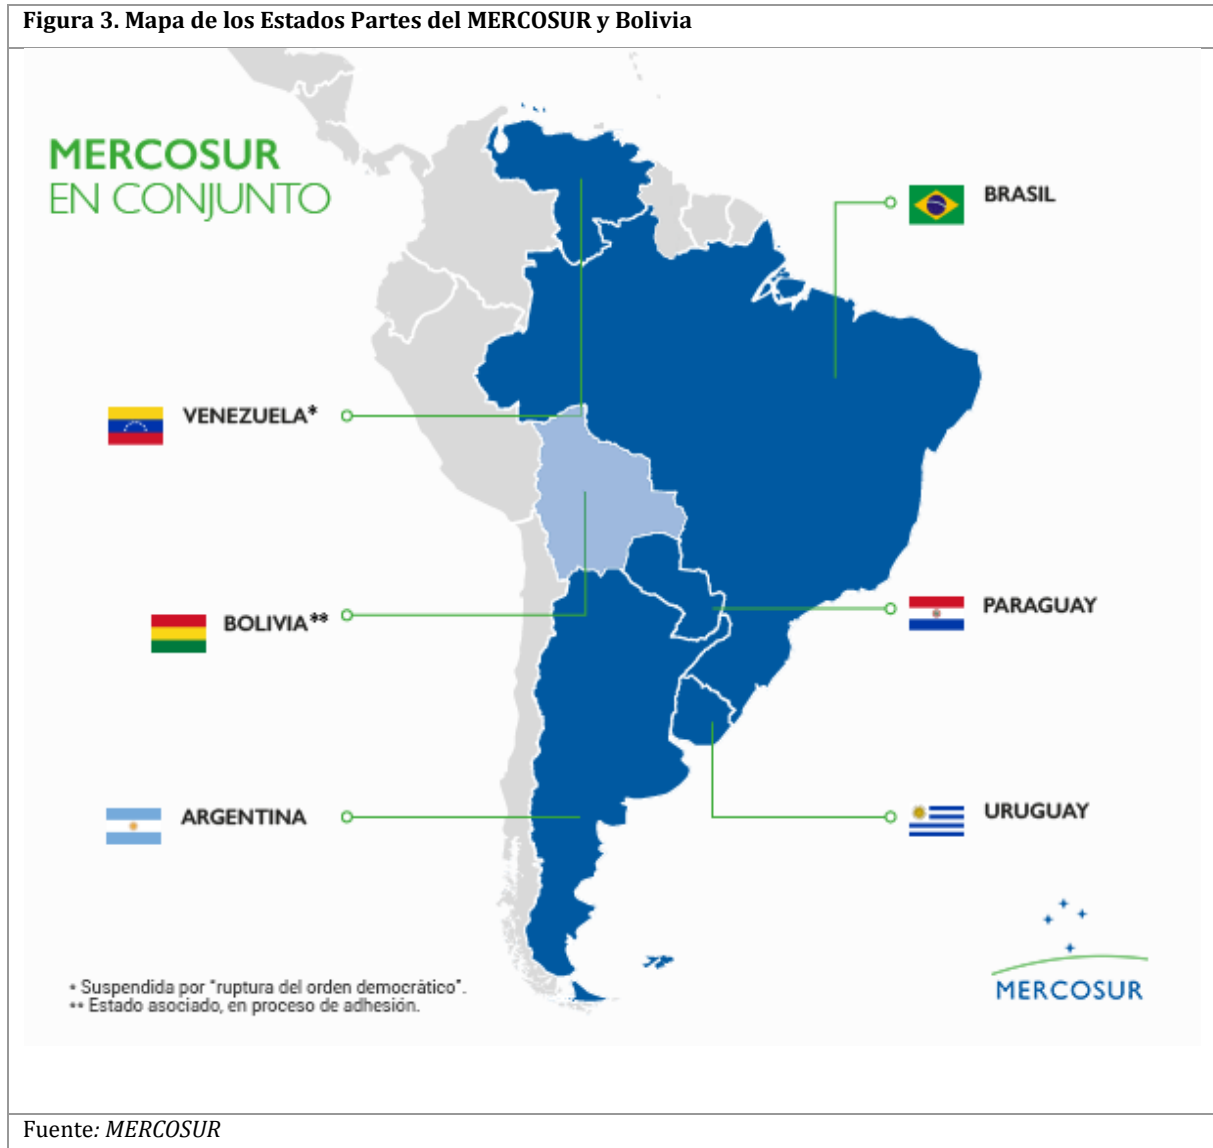 Figura 3. Mapa de los Estados Partes del MERCOSUR y Bolivia
MERCOSUR
EN CONJUNTO
BRASIL
VENEZUELA*
BOLIVIA**
PARAGUAY
ARGENTINA
URUGUAY
* Suspendida por "ruptura del orden democrático".
** Estado asociado, en proceso de adhesión.
MERCOSUR
Fuente: MERCOSUR